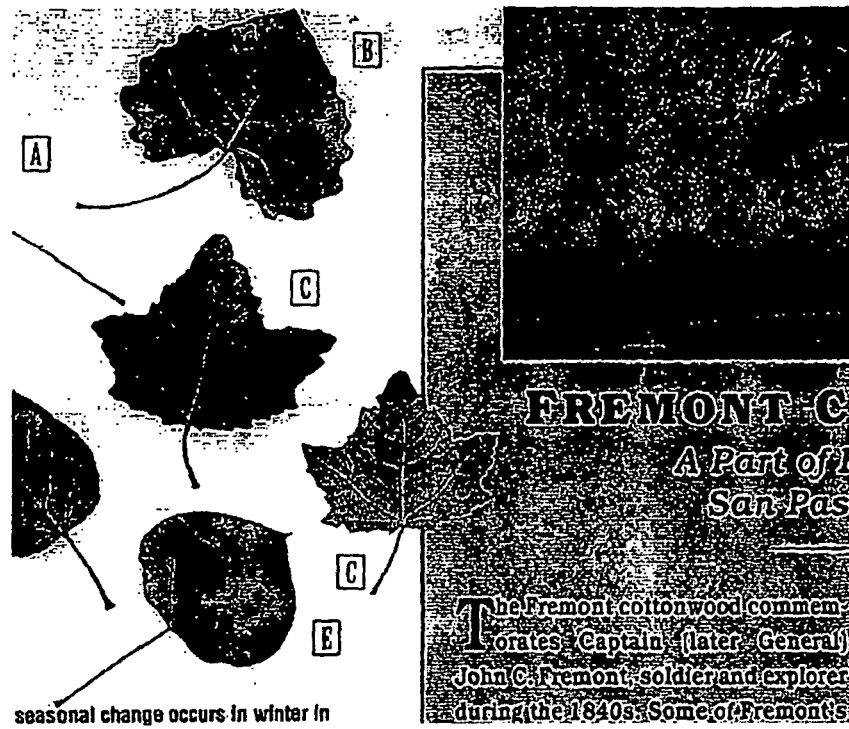 B
A
C
C
E
seasonal change occurs in winter in
FREMONT C
A Part of
San Pas
The Fremont cottonwood commem-
orates Captain (later General)
John C. Fremont, soldier and explorer
during the 1840s. Some of Fremont's